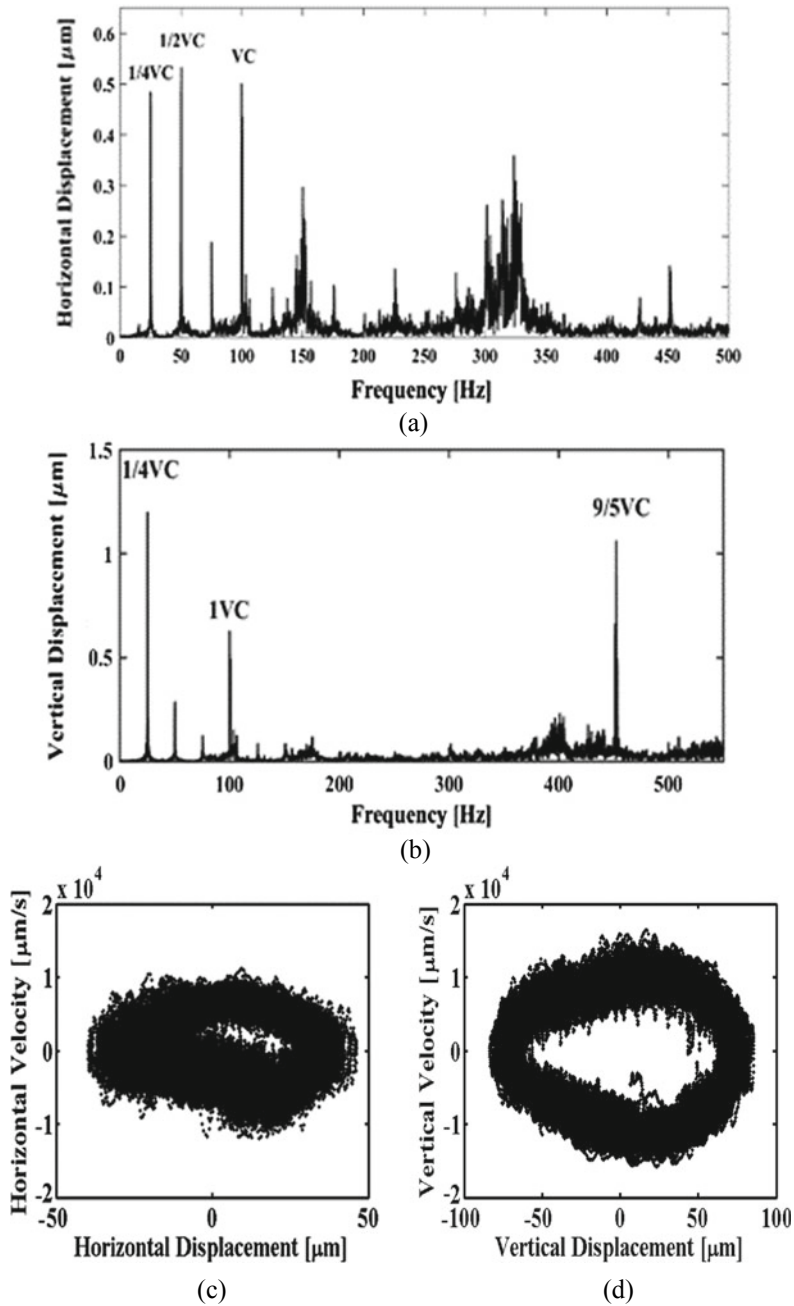 Horizontal Displacement [μm]
0.6
0.5
0.4
0.3
0.2
0.1
0
1/4VC
1/2VC
VC
0 50 100 150 200 250 300 350 400 450 500
Frequency [Hz]
(a)
Vertical Displacement [μm]
1.5
1
0.5
0
1/4VC
1VC
9/5VC
0 100 200 300 400 500
Frequency [Hz]
(b)
Horizontal Velocity [μm/s]
x 10⁴
2
1
0
-1
-2
-50 0 50
Horizontal Displacement [μm]
(c)
Vertical Velocity [μm/s]
x 10⁴
2
1
0
-1
-2
-100 -50 0 50 100
Vertical Displacement [μm]
(d)